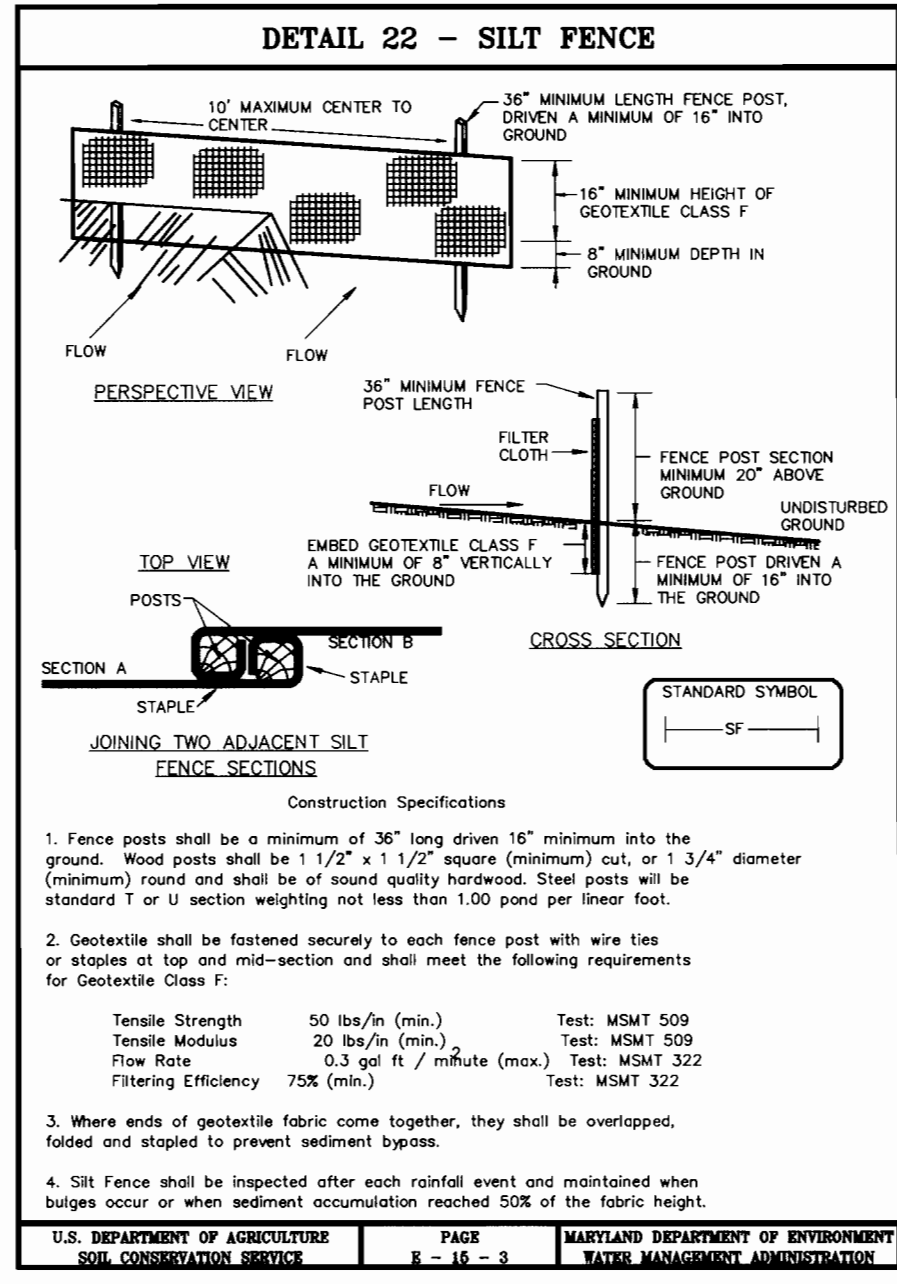 DETAIL 22 – SILT FENCE
10' MAXIMUM CENTER TO
CENTER
36" MINIMUM LENGTH FENCE POST,
DRIVEN A MINIMUM OF 16" INTO
GROUND
16" MINIMUM HEIGHT OF
GEOTEXTILE CLASS F
8" MINIMUM DEPTH IN
GROUND
FLOW
FLOW
PERSPECTIVE VIEW
36" MINIMUM FENCE
POST LENGTH
FILTER
CLOTH
FENCE POST SECTION
MINIMUM 20" ABOVE
GROUND
FLOW
UNDISTURBED
GROUND
EMBED GEOTEXTILE CLASS F
A MINIMUM OF 8" VERTICALLY
INTO THE GROUND
FENCE POST DRIVEN A
MINIMUM OF 16" INTO
THE GROUND
CROSS SECTION
TOP VIEW
POSTS
SECTION B
SECTION A
STAPLE
STAPLE
JOINING TWO ADJACENT SILT
FENCE SECTIONS
STANDARD SYMBOL
SF
Construction Specifications
1. Fence posts shall be a minimum of 36" long driven 16" minimum into the
ground. Wood posts shall be 1 1/2" x 1 1/2" square (minimum) cut, or 1 3/4" diameter
(minimum) round and shall be of sound quality hardwood. Steel posts will be
standard T or U section weighting not less than 1.00 pond per linear foot.
2. Geotextile shall be fastened securely to each fence post with wire ties
or staples at top and mid-section and shall meet the following requirements
for Geotextile Class F:
Tensile Strength 50 lbs/in (min.) Test: MSMT 509
Tensile Modulus 20 lbs/in (min.) Test: MSMT 509
Flow Rate 0.3 gal ft / minute (max.) Test: MSMT 322
2
Filtering Efficiency 75% (min.) Test: MSMT 322
3. Where ends of geotextile fabric come together, they shall be overlapped,
folded and stapled to prevent sediment bypass.
4. Silt Fence shall be inspected after each rainfall event and maintained when
bulges occur or when sediment accumulation reached 50% of the fabric height.
U.S. DEPARTMENT OF AGRICULTURE
SOIL CONSERVATION SERVICE
PAGE
E – 15 – 3
MARYLAND DEPARTMENT OF ENVIRONMENT
WATER MANAGEMENT ADMINISTRATION